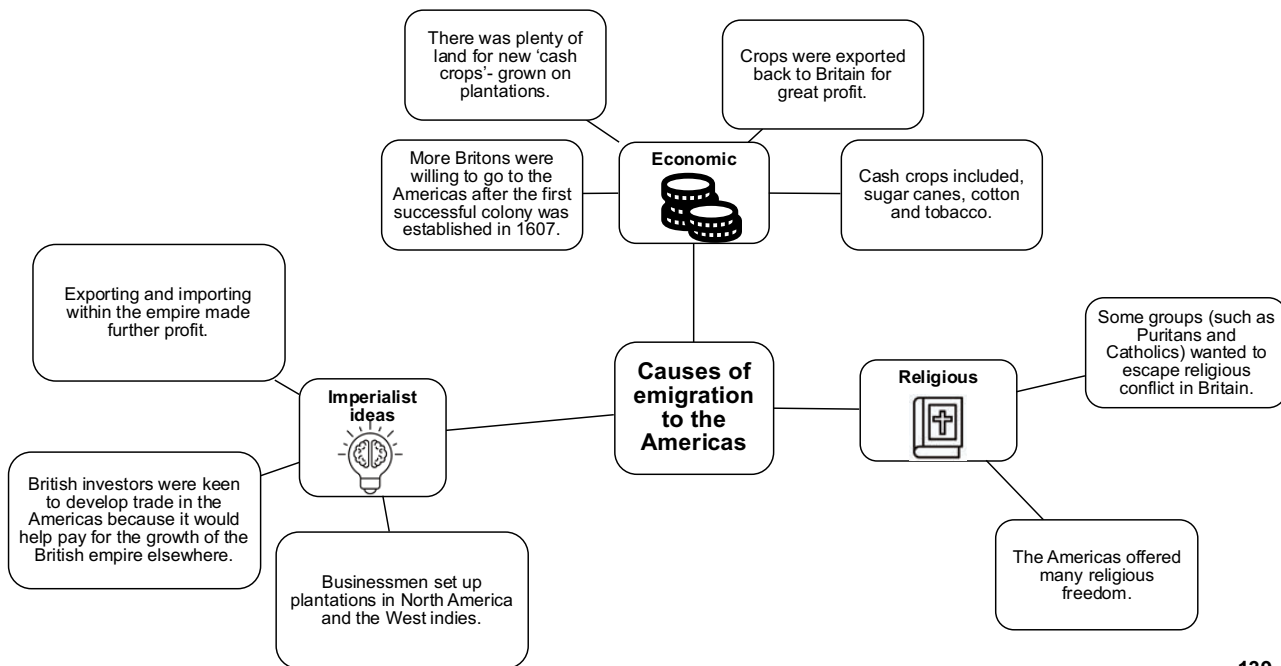 There was plenty of
land for new ‘cash
crops’- grown on
plantations.
Crops were exported
back to Britain for
great profit.
More Britons were
willing to go to the
Americas after the first
successful colony was
established in 1607.
Economic
Cash crops included,
sugar canes, cotton
and tobacco.
Exporting and importing
within the empire made
further profit.
Some groups (such as
Puritans and
Catholics) wanted to
escape religious
conflict in Britain.
Causes of
emigration
to the
Americas
Religious
Imperialist
ideas
British investors were keen
to develop trade in the
Americas because it would
help pay for the growth of the
British empire elsewhere.
Businessmen set up
plantations in North America
and the West indies.
The Americas offered
many religious
freedom.